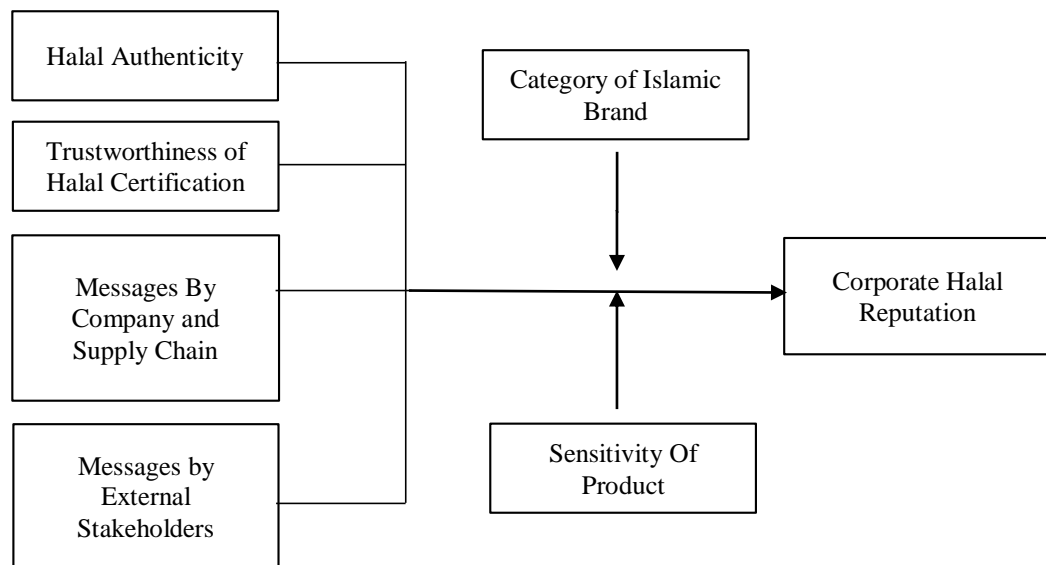 Halal Authenticity
Trustworthiness of
Halal Certification
Messages By
Company and
Supply Chain
Messages by
External
Stakeholders
Category of Islamic
Brand
Sensitivity Of
Product
Corporate Halal
Reputation